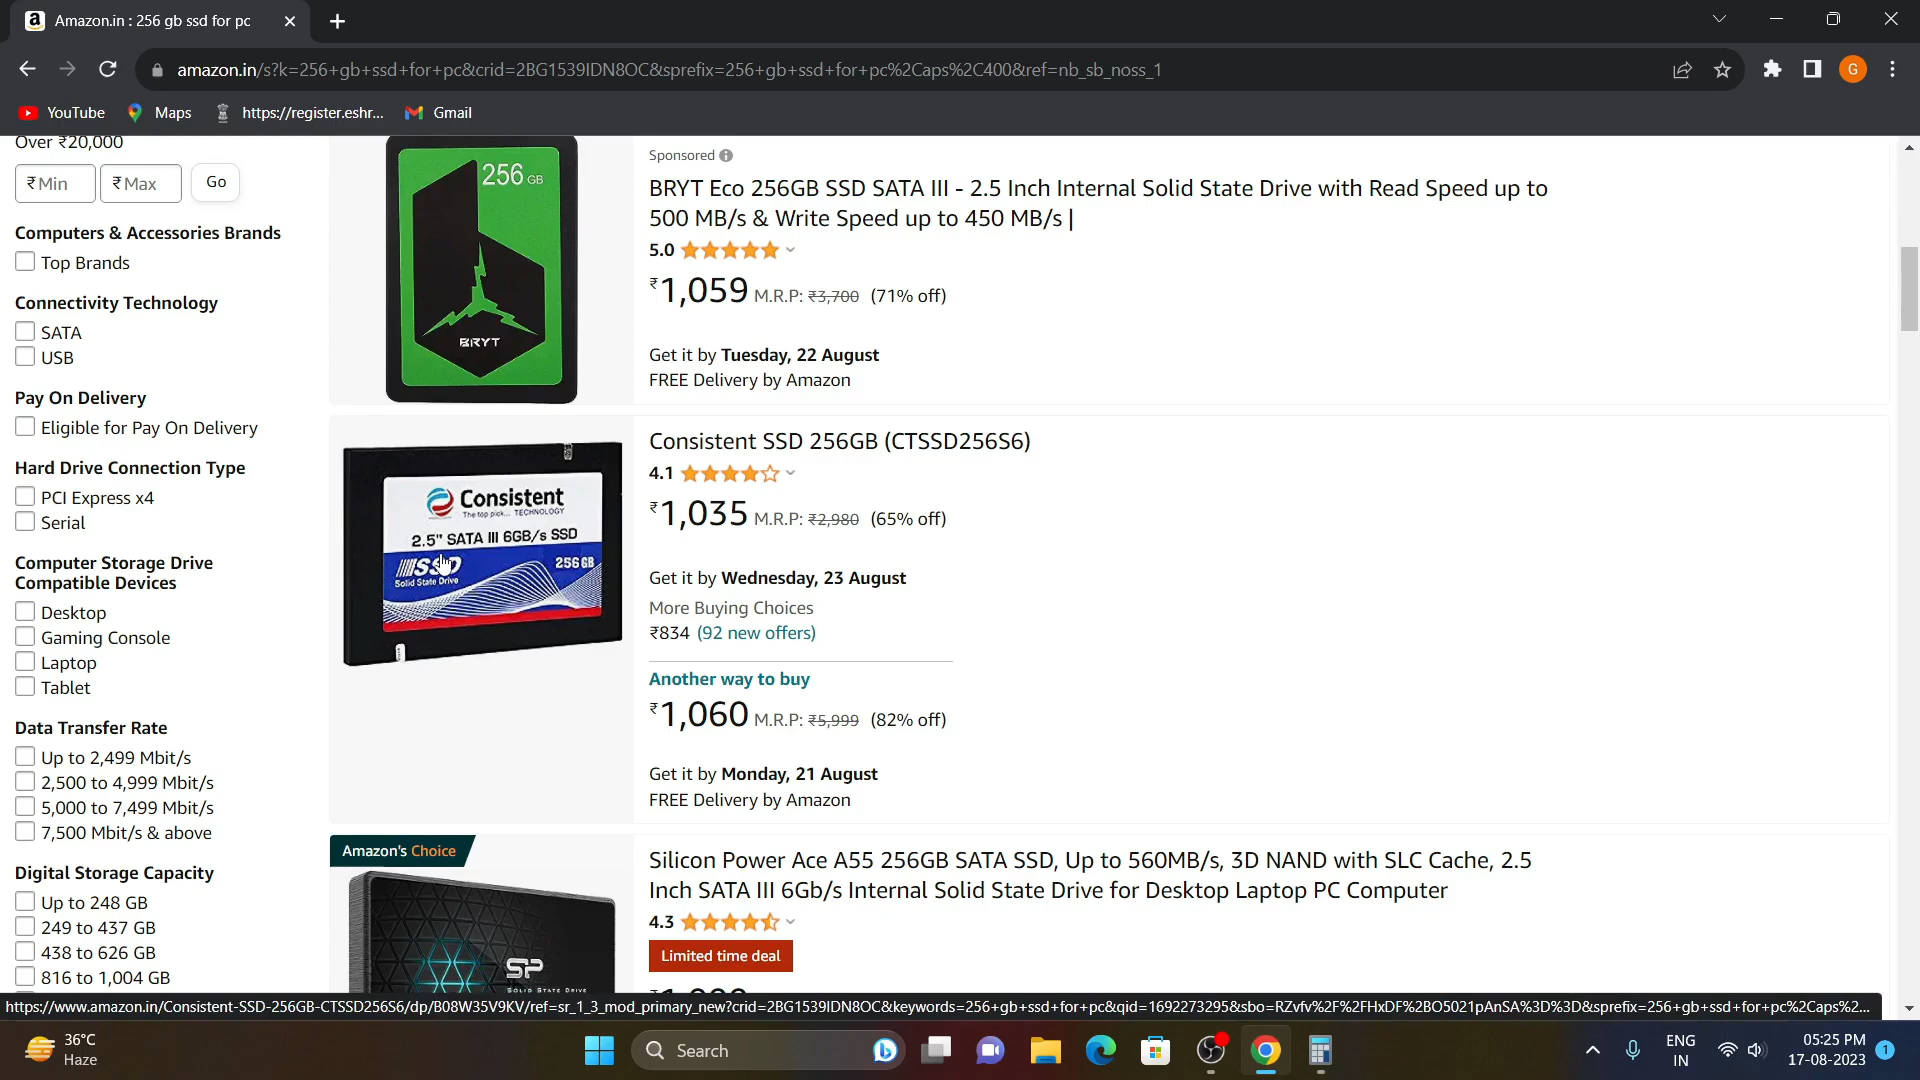 Amazon.in : 256 gb ssd for pc
amazon.in/s?k=256+gb+ssd+for+pc&crid=2BG1539IDN8OC&sprefix=256+gb+ssd+for+pc%2Caps%2C400&ref=nb_sb_noss_1
G
YouTube
Maps
https://register.eshr...
Gmail
Over ₹20,000
₹Min
₹Max
Go
Computers & Accessories Brands
Top Brands
Connectivity Technology
SATA
USB
Pay On Delivery
Eligible for Pay On Delivery
Hard Drive Connection Type
PCI Express x4
Serial
Computer Storage Drive
Compatible Devices
Desktop
Gaming Console
Laptop
Tablet
Data Transfer Rate
Up to 2,499 Mbit/s
2,500 to 4,999 Mbit/s
5,000 to 7,499 Mbit/s
7,500 Mbit/s & above
Digital Storage Capacity
Up to 248 GB
249 to 437 GB
438 to 626 GB
816 to 1,004 GB
256 GB
BRYT
Sponsored
BRYT Eco 256GB SSD SATA III - 2.5 Inch Internal Solid State Drive with Read Speed up to
500 MB/s & Write Speed up to 450 MB/s |
5.0
₹1,059 M.R.P: ₹3,700 (71% off)
Get it by Tuesday, 22 August
FREE Delivery by Amazon
Consistent
The top pick... TECHNOLOGY
2.5" SATA III 6GB/s SSD
SSD
256 GB
Solid State Drive
Consistent SSD 256GB (CTSSD256S6)
4.1
₹1,035 M.R.P: ₹2,980 (65% off)
Get it by Wednesday, 23 August
More Buying Choices
₹834 (92 new offers)
Another way to buy
₹1,060 M.R.P: ₹5,999 (82% off)
Get it by Monday, 21 August
FREE Delivery by Amazon
Amazon's Choice
SP
SOLID STATE DRIVE
Silicon Power Ace A55 256GB SATA SSD, Up to 560MB/s, 3D NAND with SLC Cache, 2.5
Inch SATA III 6Gb/s Internal Solid State Drive for Desktop Laptop PC Computer
4.3
Limited time deal
https://www.amazon.in/Consistent-SSD-256GB-CTSSD256S6/dp/B08W35V9KV/ref=sr_1_3_mod_primary_new?crid=2BG1539IDN8OC&keywords=256+gb+ssd+for+pc&qid=1692273295&sbo=RZvfv%2F%2FHxDF%2BO5021pAnSA%3D%3D&sprefix=256+gb+ssd+for+pc%2Caps%2...
36°C
Haze
Search
ENG
IN
05:25 PM
17-08-2023
1